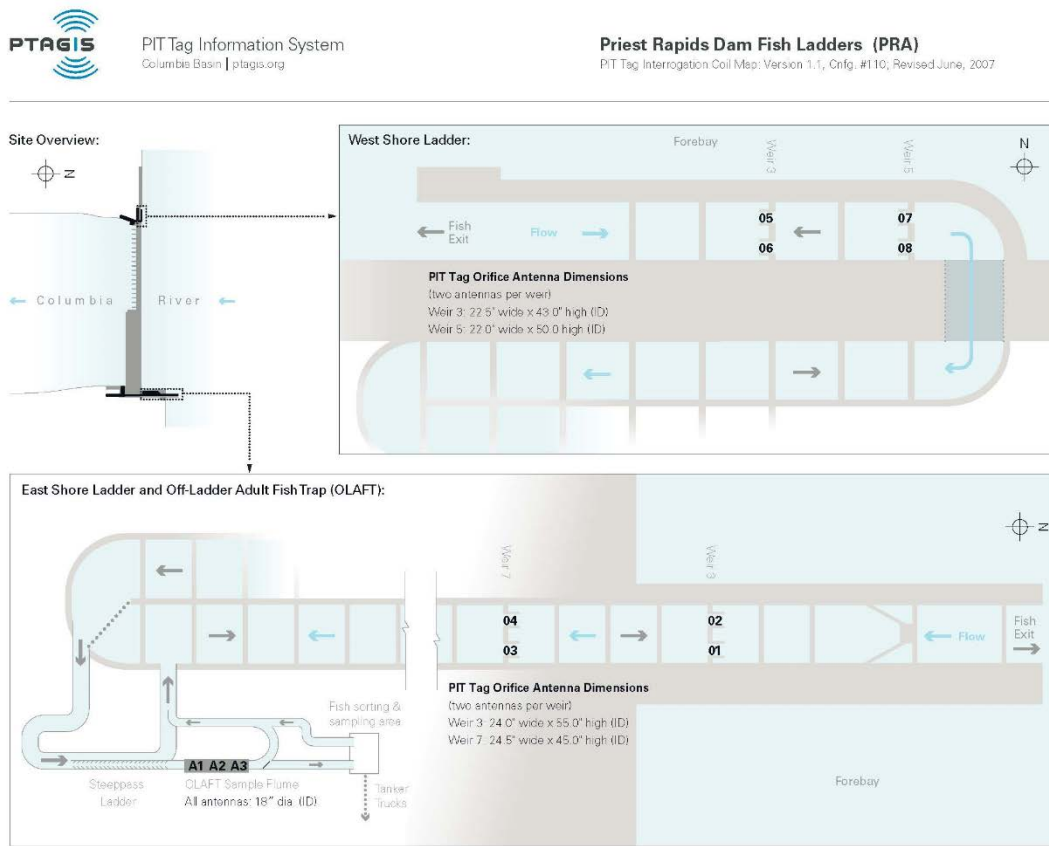 PTAGIS
PIT Tag Information System
Columbia Basin | ptagis.org
Priest Rapids Dam Fish Ladders (PRA)
PIT Tag Interrogation Coil Map: Version 1.1, Cnfg. #110, Revised June, 2007
Site Overview:
N
Columbia River
West Shore Ladder:
Forebay
Weir 3
Weir 5
N
Fish
Exit
Flow
05
06
07
08
PIT Tag Orifice Antenna Dimensions
(two antennas per weir)
Weir 3: 22.5" wide x 43.0" high (ID)
Weir 5: 22.0" wide x 50.0 high (ID)
East Shore Ladder and Off-Ladder Adult Fish Trap (OLAFT):
N
Weir 7
04
03
02
01
Flow
Fish
Exit
PIT Tag Orifice Antenna Dimensions
(two antennas per weir)
Weir 3: 24.0" wide x 55.0" high (ID)
Weir 7: 24.5" wide x 45.0" high (ID)
Fish sorting &
sampling area
A1 A2 A3
Steeppass
Ladder
OLAFT Sample Flume
All antennas: 18" dia. (ID)
Tanker
Trucks
Forebay